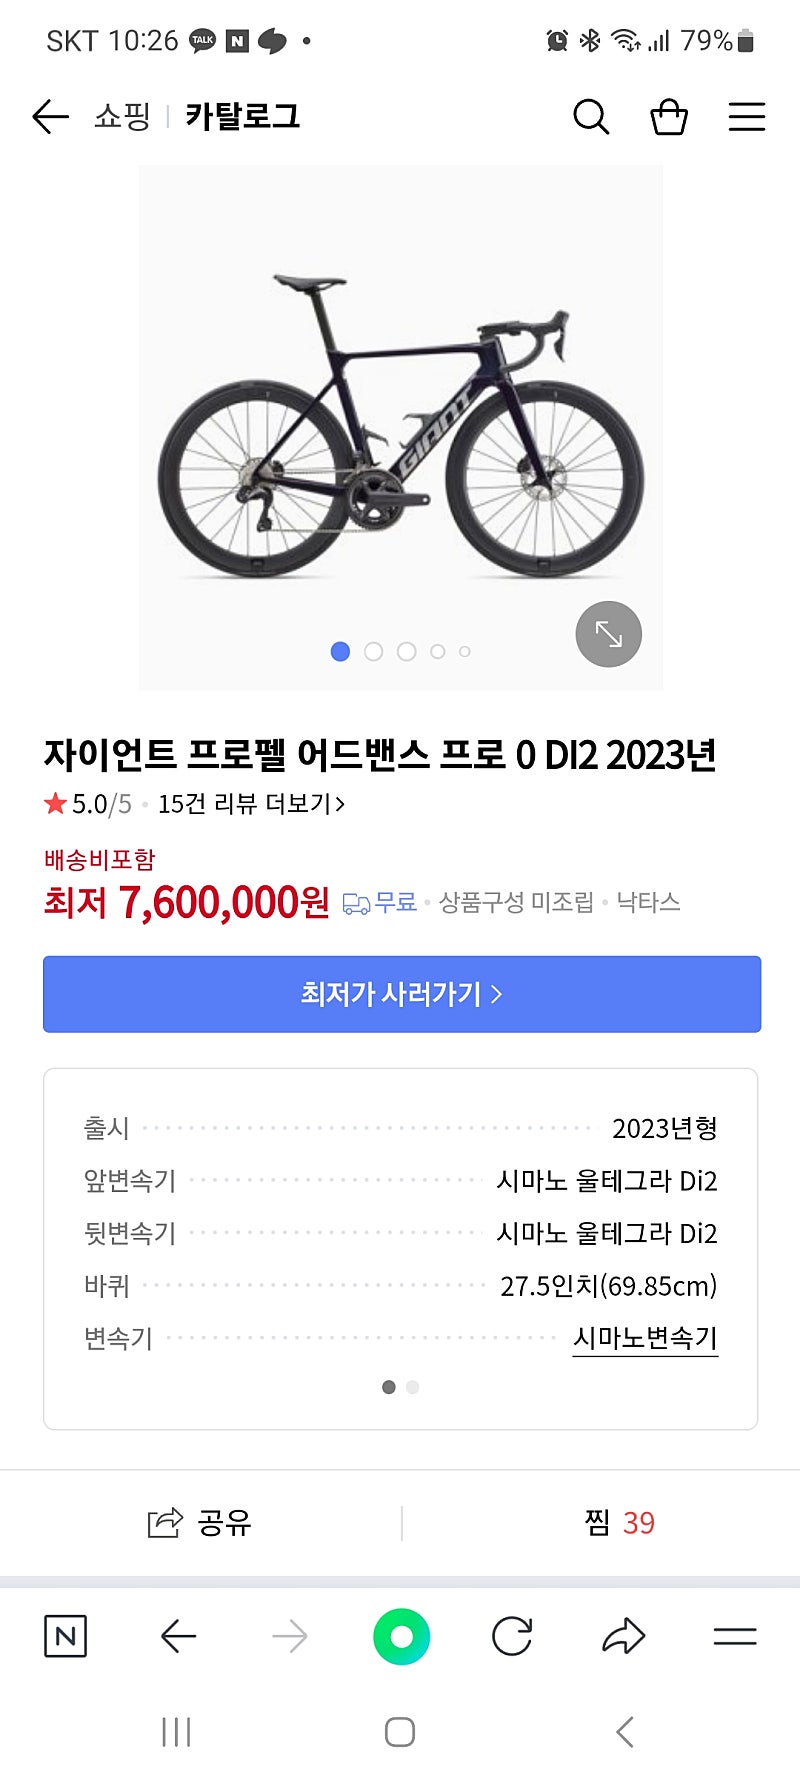 SKT 10:26 TALK N
79%
쇼핑 카탈로그
GIANT
자이언트 프로펠 어드밴스 프로 0 DI2 2023년
5.0/5 • 15건 리뷰 더보기
배송비포함
최저 7,600,000원 무료 • 상품구성 미조립 • 낙타스
최저가 사러가기
출시 2023년형
앞변속기 시마노 울테그라 Di2
뒷변속기 시마노 울테그라 Di2
바퀴 27.5인치(69.85cm)
변속기 시마노변속기
공유 찜 39
N